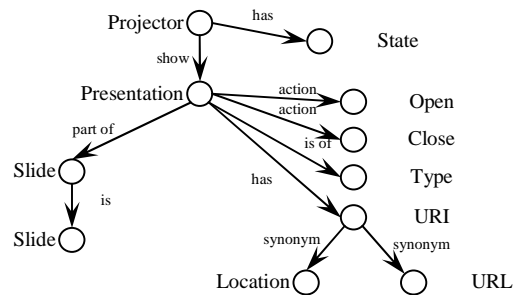 Projector
has
State
show
Presentation
action
Open
action
Close
part of
is of
Type
Slide
has
is
URI
Slide
synonym
synonym
Location
URL